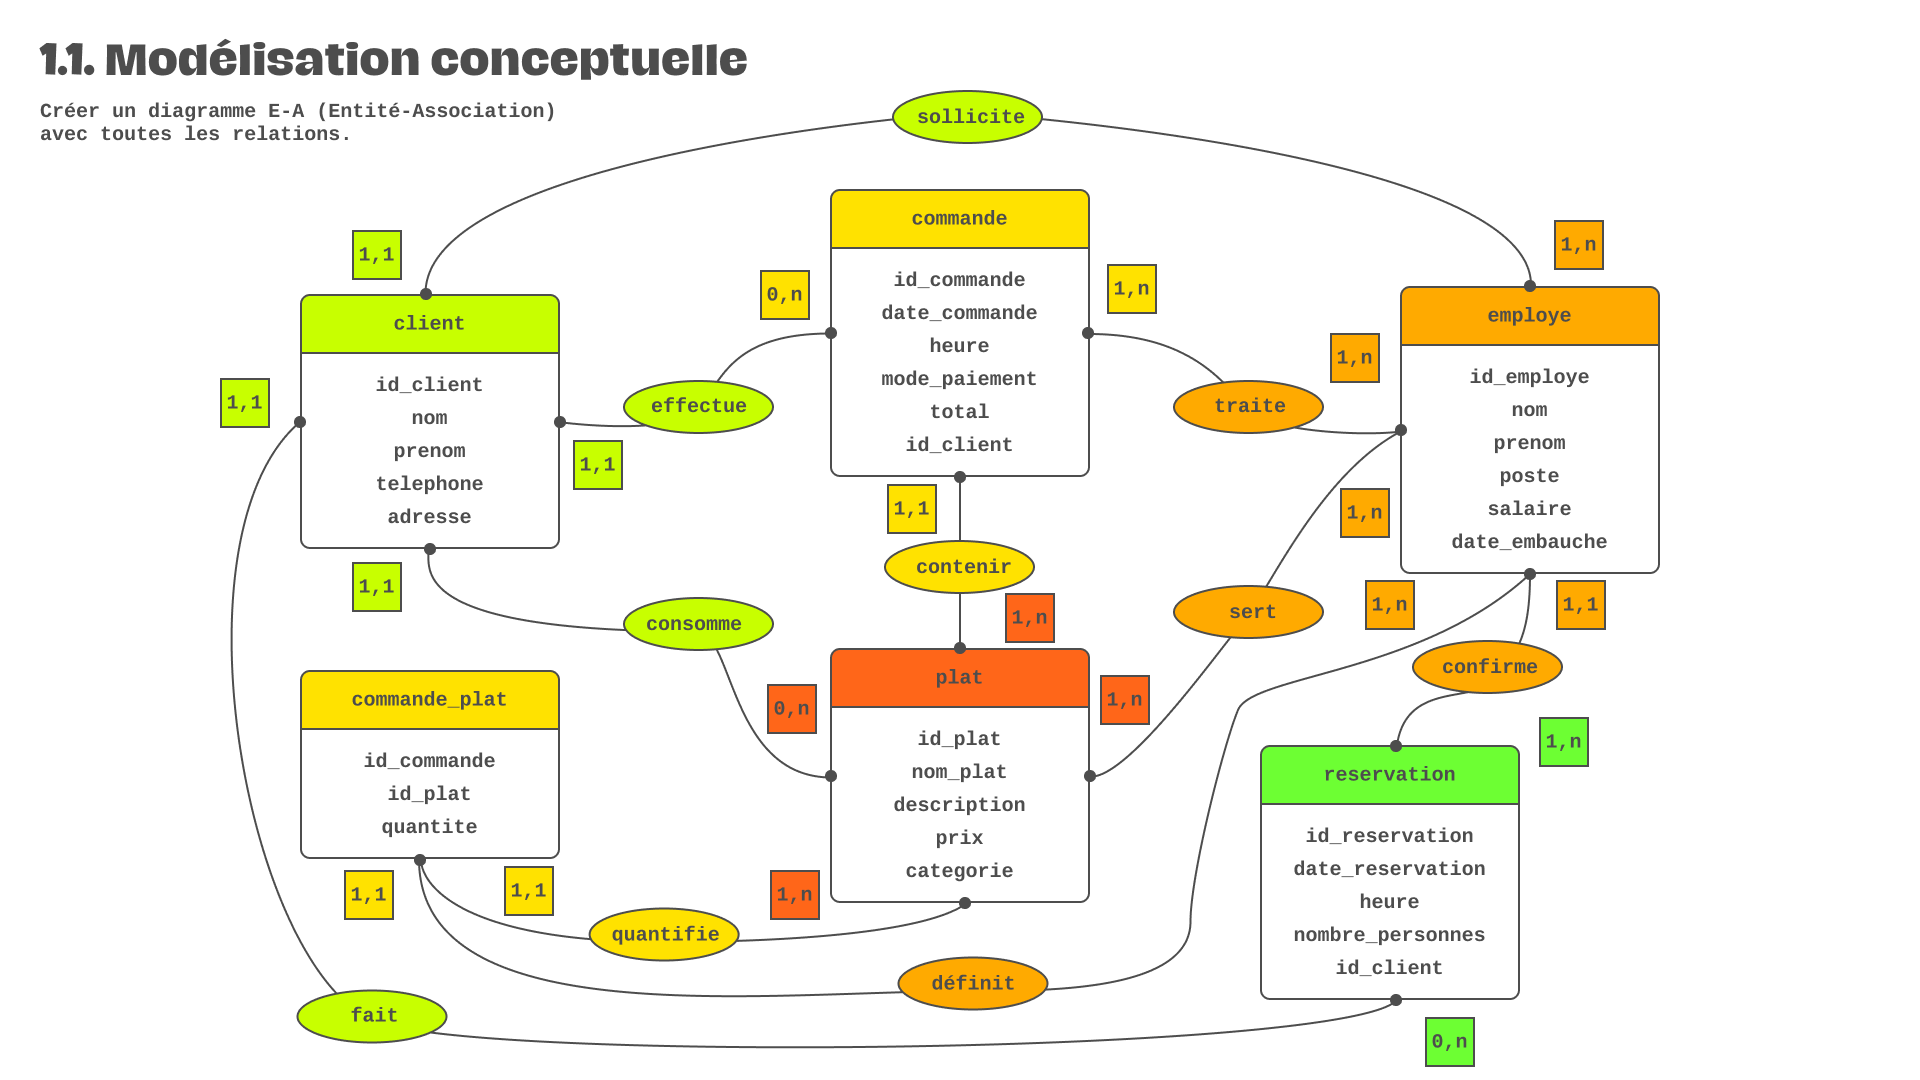 1.1. Modélisation conceptuelle
Créer un diagramme E-A (Entité-Association)
avec toutes les relations.
sollicite
1,1
1,n
commande
id_commande
date_commande
heure
mode_paiement
total
id_client
0,n
1,n
client
id_client
nom
prenom
telephone
adresse
employe
id_employe
nom
prenom
poste
salaire
date_embauche
1,n
1,1
effectue
traite
1,1
1,1
1,n
contenir
1,1
1,n
sert
1,n
1,1
consomme
confirme
commande_plat
id_commande
id_plat
quantite
0,n
plat
id_plat
nom_plat
description
prix
categorie
1,n
1,n
reservation
id_reservation
date_reservation
heure
nombre_personnes
id_client
1,1
1,1
1,n
quantifie
définit
fait
0,n